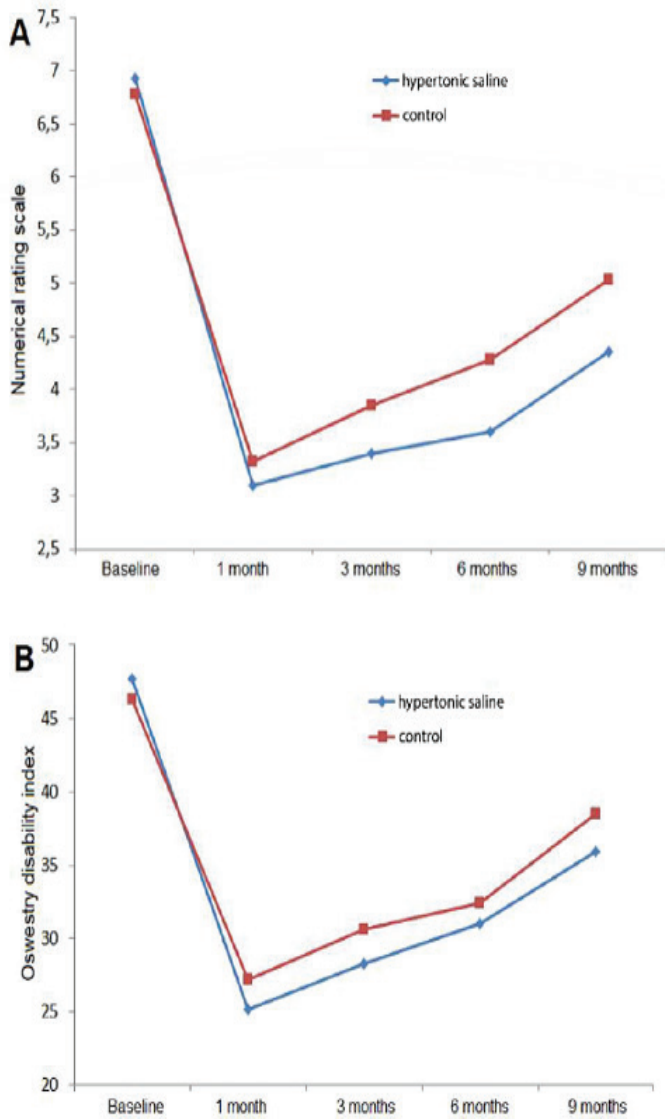 A
7,5
7
6,5
6
5,5
5
4,5
4
3,5
3
2,5
Numerical rating scale
hypertonic saline
control
Baseline 1 month 3 months 6 months 9 months
B
50
45
40
35
30
25
20
Oswestry disability index
hypertonic saline
control
Baseline 1 month 3 months 6 months 9 months